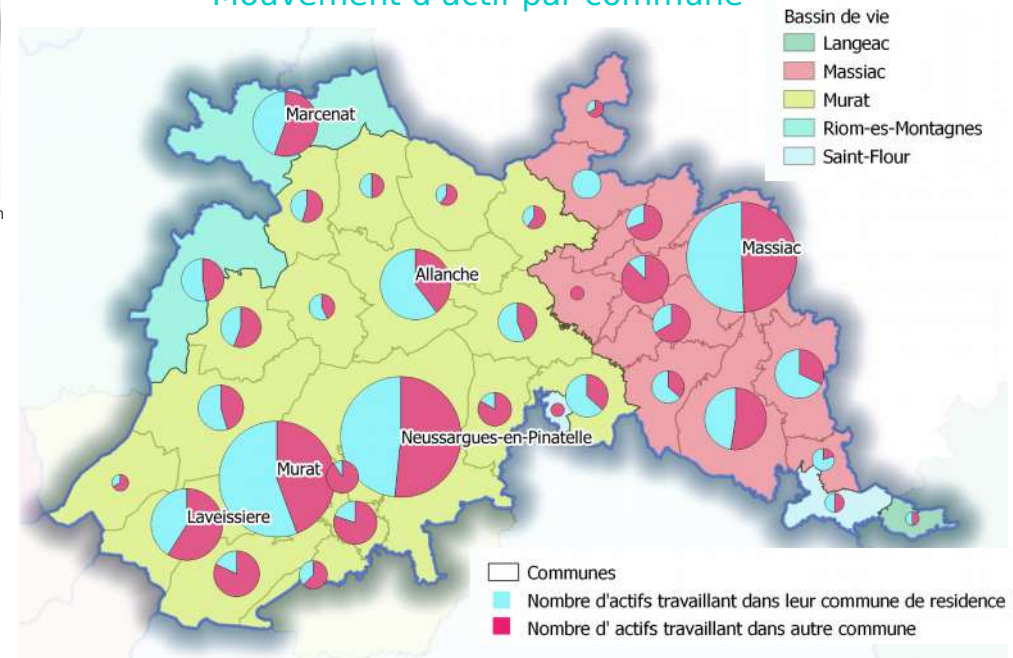 Mouvement d'actif par commune
Bassin de vie
Langeac
Massiac
Murat
Riom-es-Montagnes
Saint-Flour
Marcenat
Massiac
Allanche
Neussargues-en-Pinatelle
Murat
Laveissiere
Communes
Nombre d'actifs travaillant dans leur commune de residence
Nombre d' actifs travaillant dans autre commune